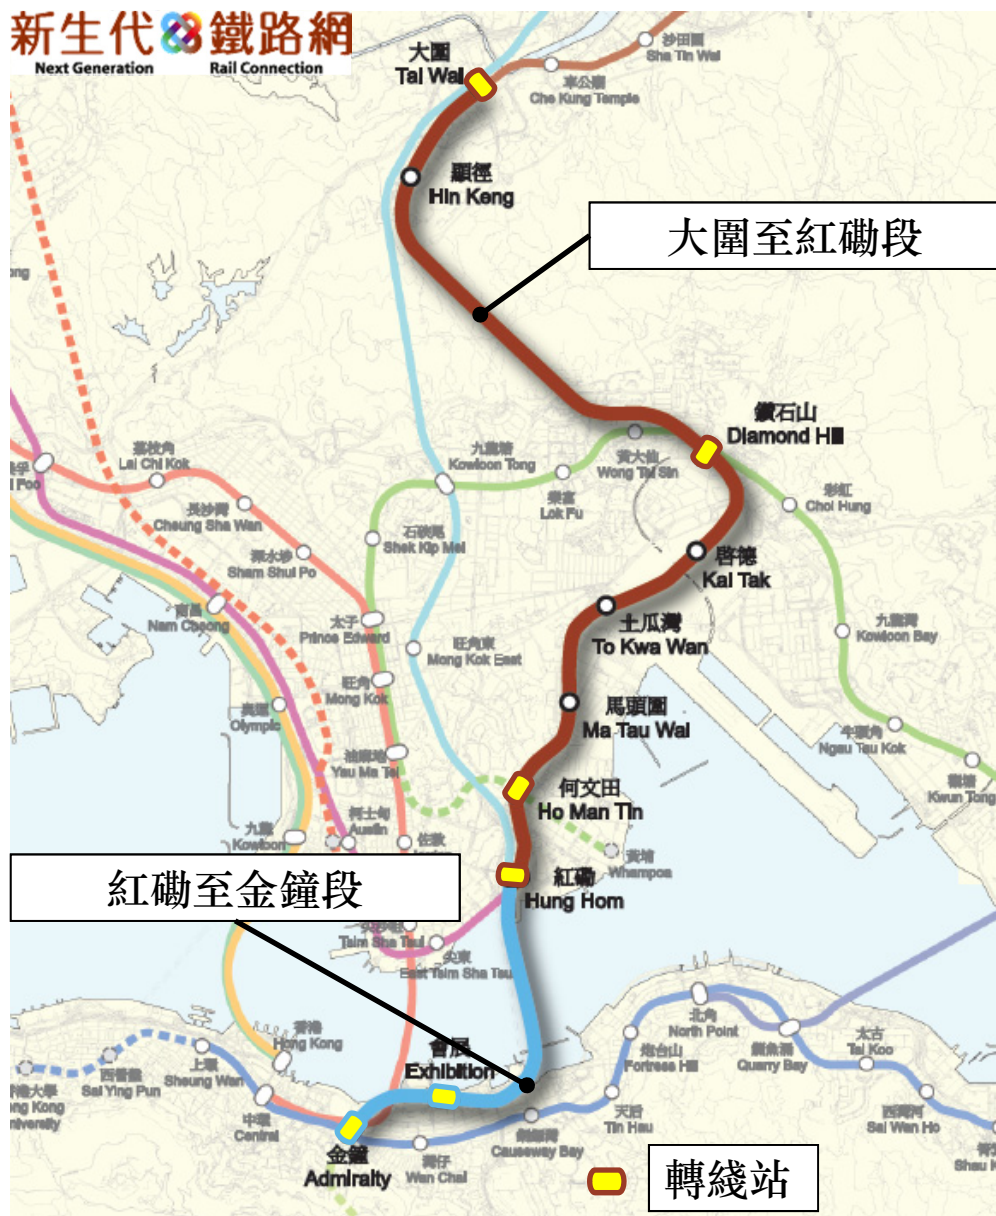 新生代 鐵路網
Next Generation Rail Connection
大圍
Tai Wai
沙田圍
Sha Tin Wai
車公廟
Che Kung Temple
顯徑
Hin Keng
大圍至紅磡段
鑽石山
Diamond Hill
荔枝角
Lai Chi Kok
九龍塘
Kowloon Tong
黃大仙
Wong Tai Sin
樂富
Lok Fu
彩虹
Choi Hung
長沙灣
Cheung Sha Wan
石硤尾
Shek Kip Mei
深水埗
Sham Shui Po
啓德
Kai Tak
南昌
Nam Cheong
太子
Prince Edward
土瓜灣
To Kwa Wan
九龍灣
Kowloon Bay
旺角東
Mong Kok East
旺角
Mong Kok
奧運
Olympic
馬頭圍
Ma Tau Wai
牛頭角
Ngau Tau Kok
油麻地
Yau Ma Tei
觀塘
Kwun Tong
何文田
Ho Man Tin
柯士甸
Austin
九龍
Kowloon
佐敦
黃埔
Whampoa
紅磡至金鐘段
紅磡
Hung Hom
尖沙咀
Tsim Sha Tsui
尖東
East Tsim Sha Tsui
香港
Hong Kong
北角
North Point
會展
Exhibition
炮台山
Fortress Hill
鰂魚涌
Quarry Bay
太古
Tai Koo
上環
Sheung Wan
西營盤
Sai Ying Pun
中環
Central
天后
Tin Hau
西灣河
Sai Wan Ho
銅鑼灣
Causeway Bay
灣仔
Wan Chai
金鐘
Admiralty
轉綫站